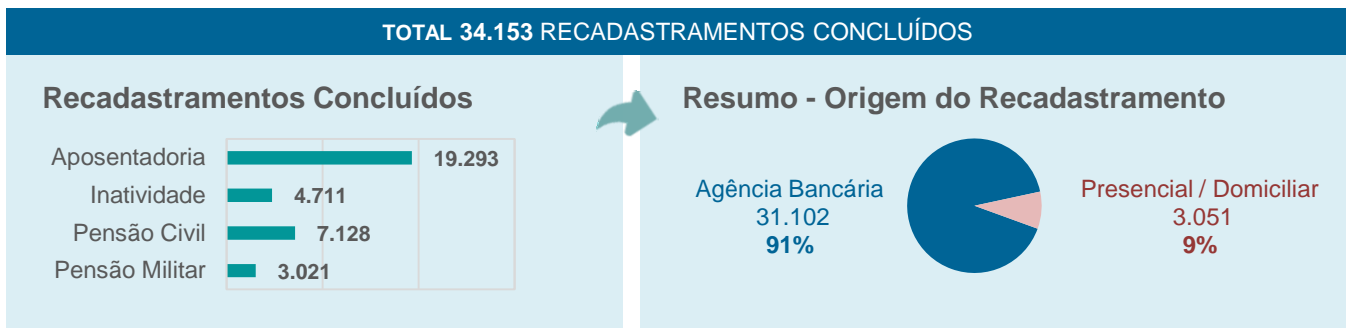 TOTAL 34.153 RECADASTRAMENTOS CONCLUÍDOS
Recadastramentos Concluídos
Aposentadoria 19.293
Inatividade 4.711
Pensão Civil 7.128
Pensão Militar 3.021
Resumo - Origem do Recadastramento
Agência Bancária
31.102
91%
Presencial / Domiciliar
3.051
9%